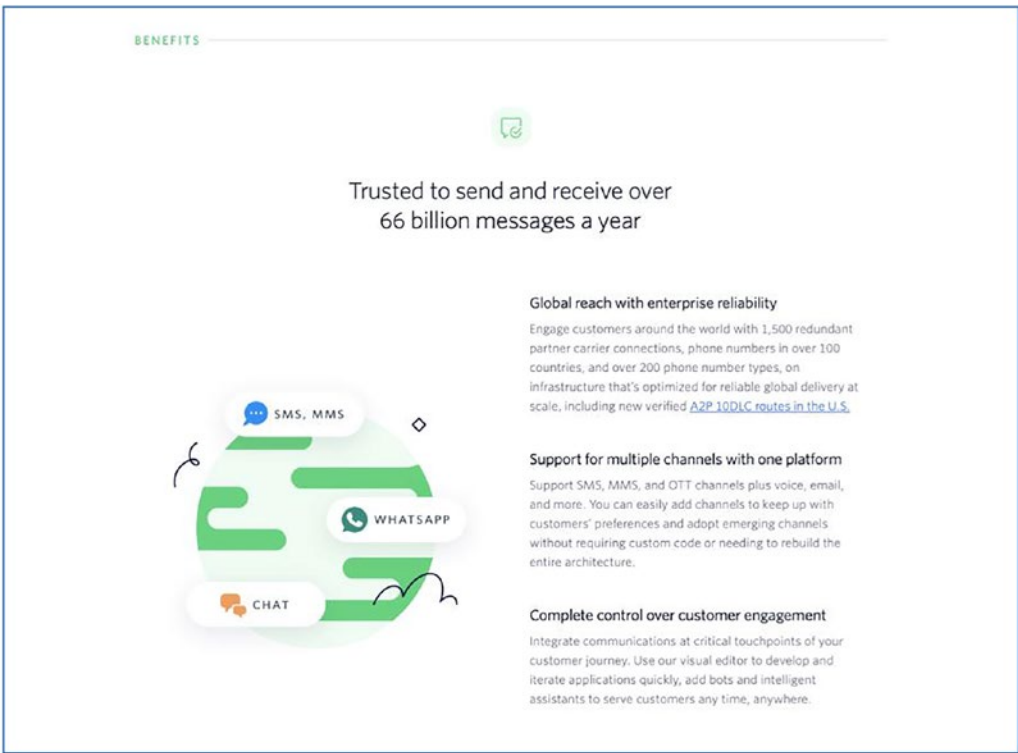 BENEFITS
Trusted to send and receive over
66 billion messages a year
Global reach with enterprise reliability
Engage customers around the world with 1,500 redundant
partner carrier connections, phone numbers in over 100
countries, and over 200 phone number types, on
infrastructure that's optimized for reliable global delivery at
scale, including new verified A2P 10DLC routes in the U.S.
SMS, MMS
WHATSAPP
CHAT
Support for multiple channels with one platform
Support SMS, MMS, and OTT channels plus voice, email,
and more. You can easily add channels to keep up with
customers' preferences and adopt emerging channels
without requiring custom code or needing to rebuild the
entire architecture.
Complete control over customer engagement
Integrate communications at critical touchpoints of your
customer journey. Use our visual editor to develop and
iterate applications quickly, add bots and intelligent
assistants to serve customers any time, anywhere.